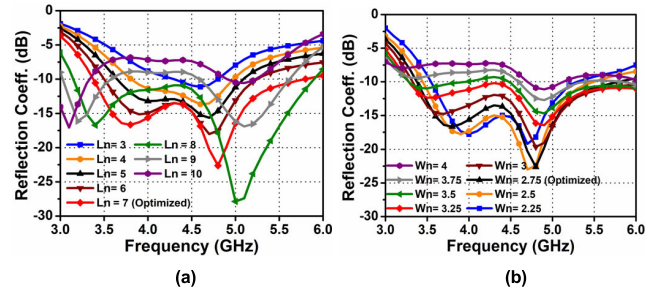 Reflection Coeff. (dB)
0
-5
-10
-15
-20
-25
-30
Ln= 3
Ln= 4
Ln= 5
Ln= 6
Ln= 7 (Optimized)
Ln= 8
Ln= 9
Ln= 10
3.0 3.5 4.0 4.5 5.0 5.5 6.0
Frequency (GHz)
(a)
Reflection Coeff. (dB)
0
-5
-10
-15
-20
-25
-30
Wn= 4
Wn= 3.75
Wn= 3.5
Wn= 3.25
Wn= 3
Wn= 2.75 (Optimized)
Wn= 2.5
Wn= 2.25
3.0 3.5 4.0 4.5 5.0 5.5 6.0
Frequency (GHz)
(b)